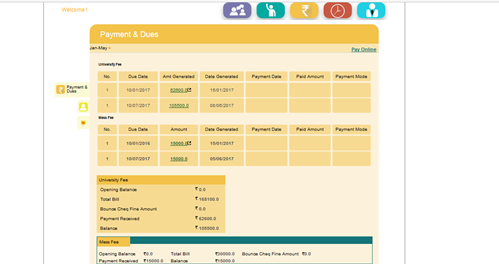 Welcome !
Payment & Dues
Jan-May
Pay Online
University Fee
No. Due Date Amt Generated Date Generated Payment Date Paid Amount Payment Mode
1 10/01/2017 62600.0 15/01/2017
1 10/07/2017 105500.0 05/06/2017
Mess Fee
No. Due Date Amount Date Generated Payment Date Paid Amount Payment Mode
1 10/01/2016 15000.0 15/01/2017
1 10/07/2017 15000.0 03/06/2017
Payment & Dues
University Fee
Opening Balance ₹ 0.0
Total Bill ₹ 168100.0
Bounce Cheq Fine Amount ₹ 0.0
Payment Received ₹ 62600.0
Balance ₹ 105500.0
Mess Fee
Opening Balance ₹0.0 Total Bill ₹30000.0 Bounce Cheq Fine Amount ₹0.0
Payment Received ₹15000.0 Balance ₹15000.0